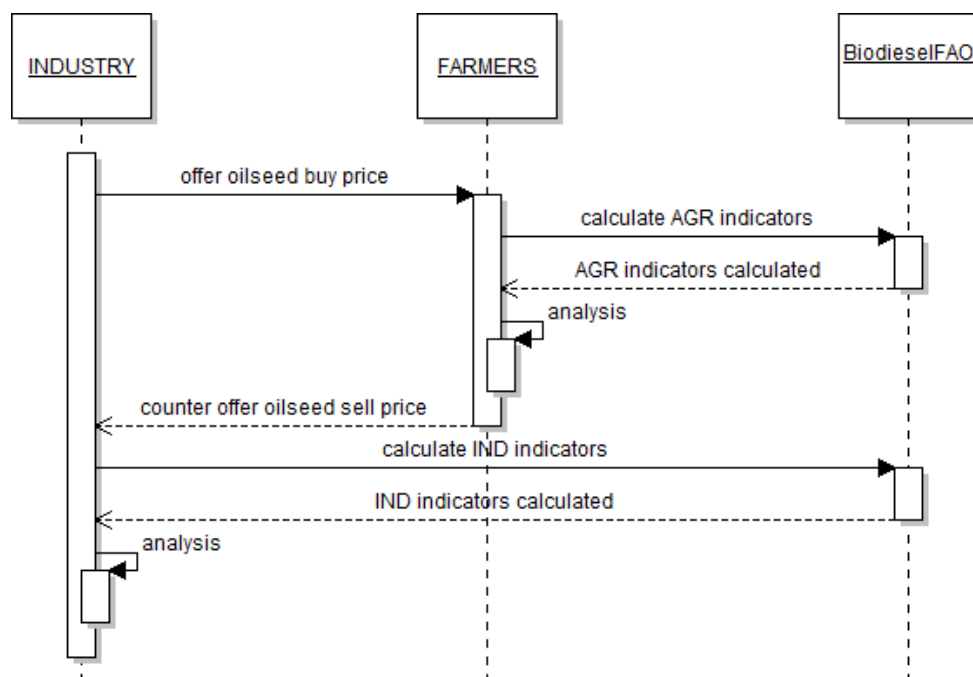 INDUSTRY
FARMERS
BiodieselFAO
offer oilseed buy price
calculate AGR indicators
AGR indicators calculated
analysis
counter offer oilseed sell price
calculate IND indicators
IND indicators calculated
analysis